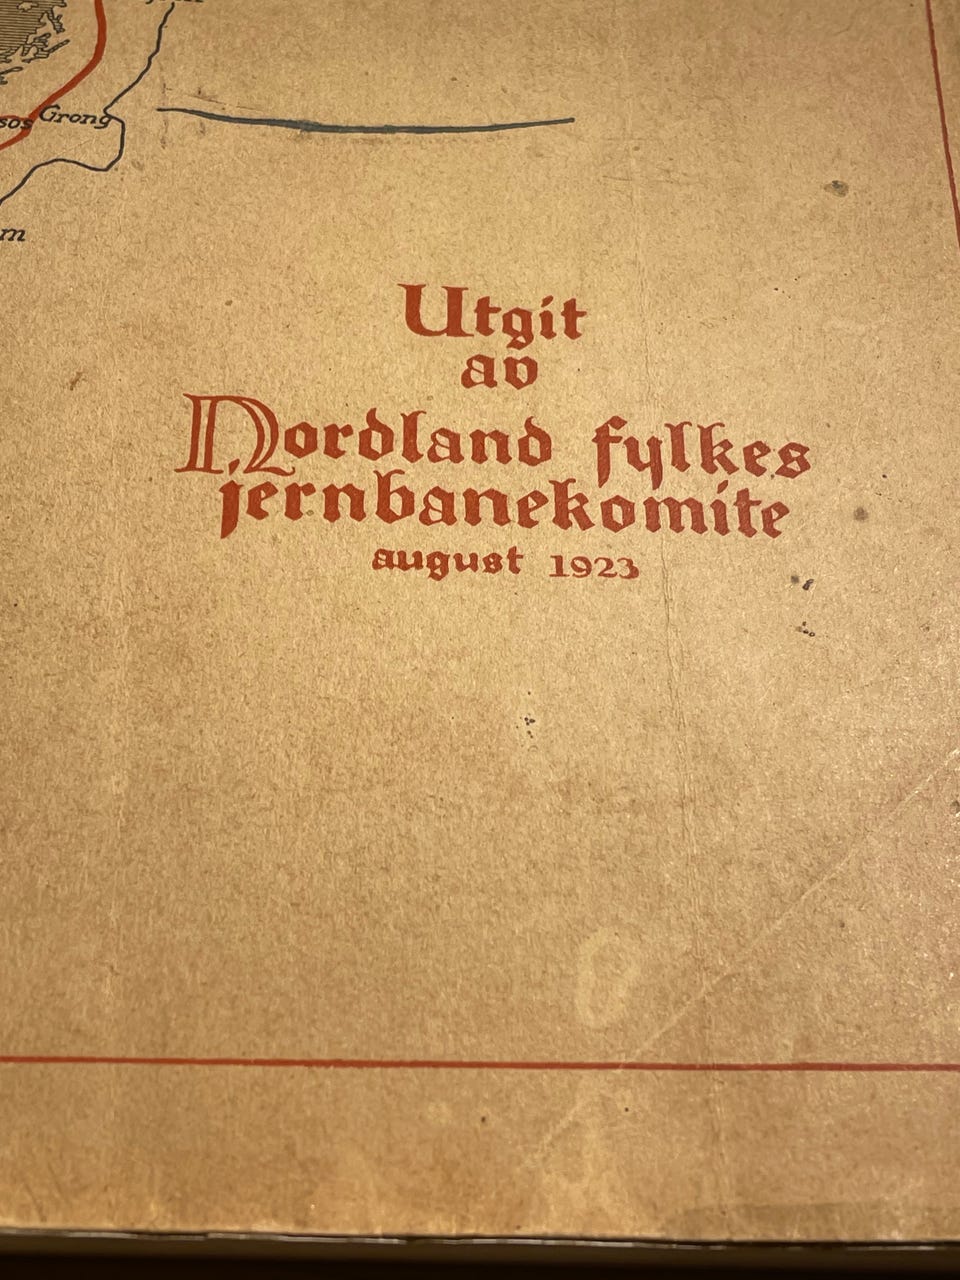 Grong
Utgit
av
Nordland fylkes
jernbanekomite
august 1923